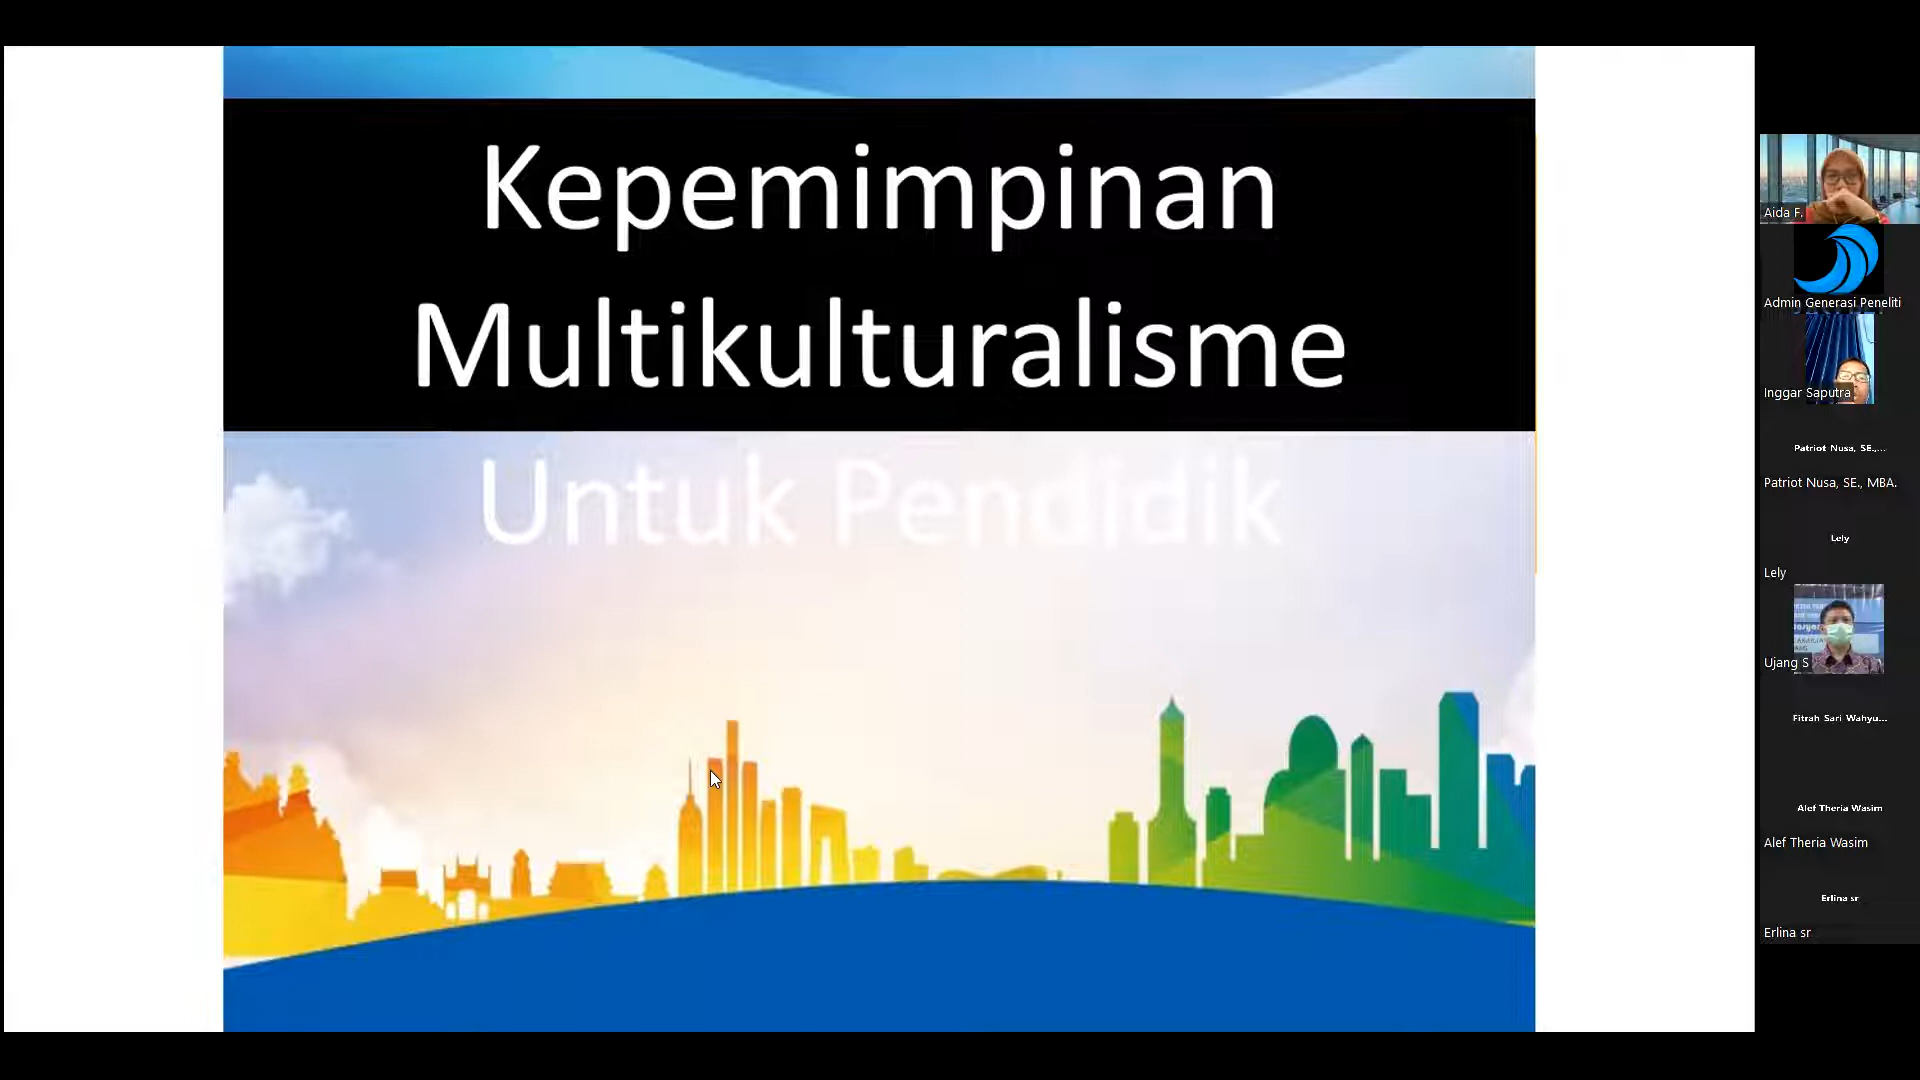 Kepemimpinan
Multikulturalisme
Untuk Pendidik
Aida F.
Admin Generasi Peneliti
Inggar Saputra
Patriot Nusa, SE.,...
Patriot Nusa, SE., MBA.
Lely
Lely
Ujang S
Fitrah Sari Wahyu...
Alef Theria Wasim
Alef Theria Wasim
Erlina sr
Erlina sr